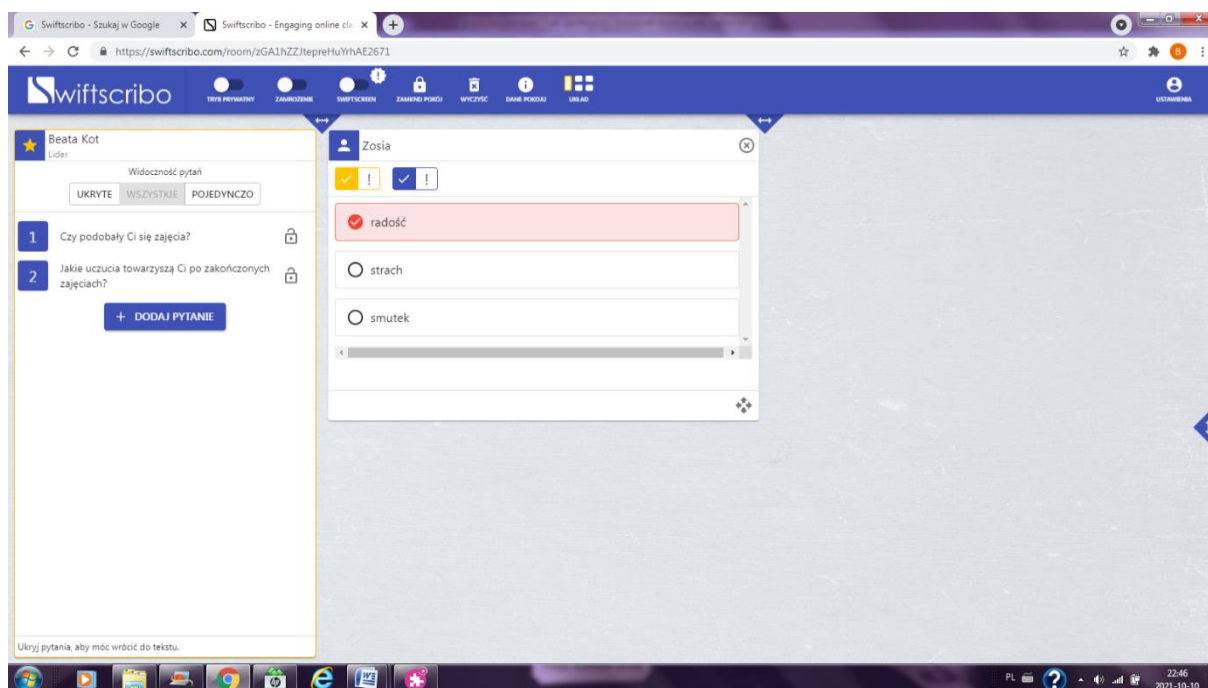 Swiftscribo - Szukaj w Google
Swiftscribo - Engaging online cla
https://swiftscribo.com/room/zGA1hZZJtepreHuYrhAE2671
B
Swiftscribo
TRYB PRYWATNY
ZAMROŻENIE
SWIFTSCREEN
ZAMKNIJ POKÓJ
WYCZYŚĆ
DANE POKOJU
UKŁAD
USTAWIENIA
Beata Kot
Lider
Widoczność pytań
UKRYTE WSZYSTKIE POJEDYNCZO
1 Czy podobały Ci się zajęcia?
2 Jakie uczucia towarzyszą Ci po zakończonych
zajęciach?
+ DODAJ PYTANIE
Ukryj pytania, aby móc wrócić do tekstu.
Zosia
! !
radość
strach
smutek
PL
22:46
2021-10-10